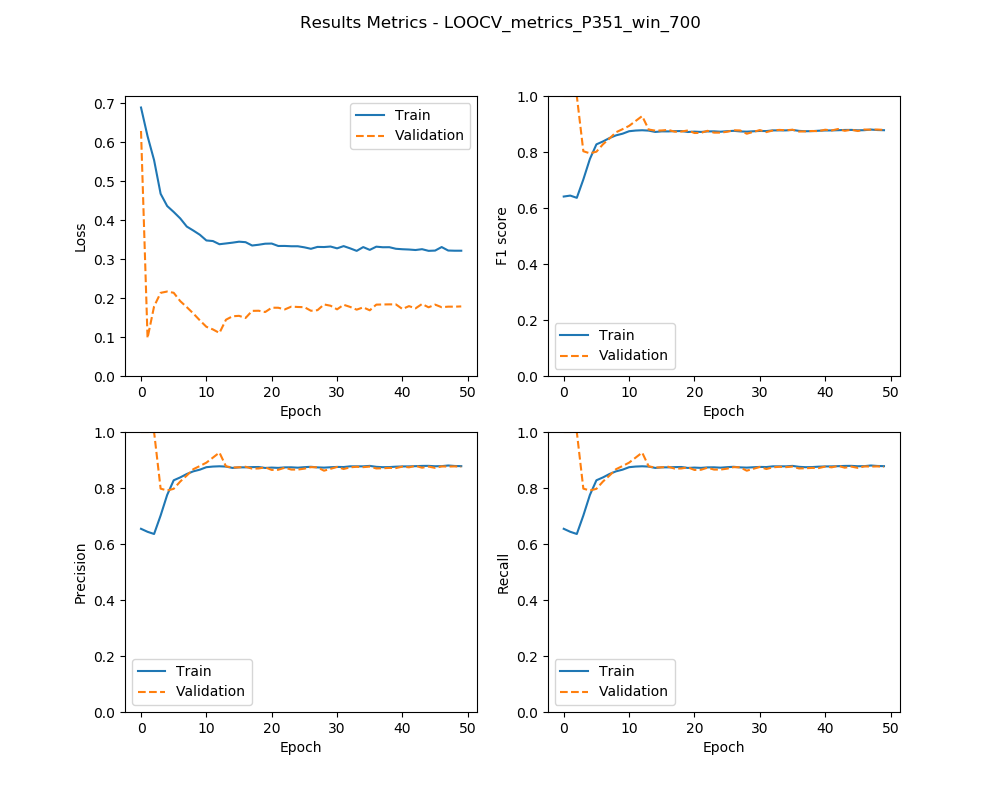 Results Metrics - LOOCV_metrics_P351_win_700
0.7
0.6
0.5
0.4
0.3
0.2
0.1
0.0
Loss
Train
Validation
0 10 20 30 40 50
Epoch
1.0
0.8
0.6
0.4
0.2
0.0
F1 score
Train
Validation
0 10 20 30 40 50
Epoch
1.0
0.8
0.6
0.4
0.2
0.0
Precision
Train
Validation
0 10 20 30 40 50
Epoch
1.0
0.8
0.6
0.4
0.2
0.0
Recall
Train
Validation
0 10 20 30 40 50
Epoch